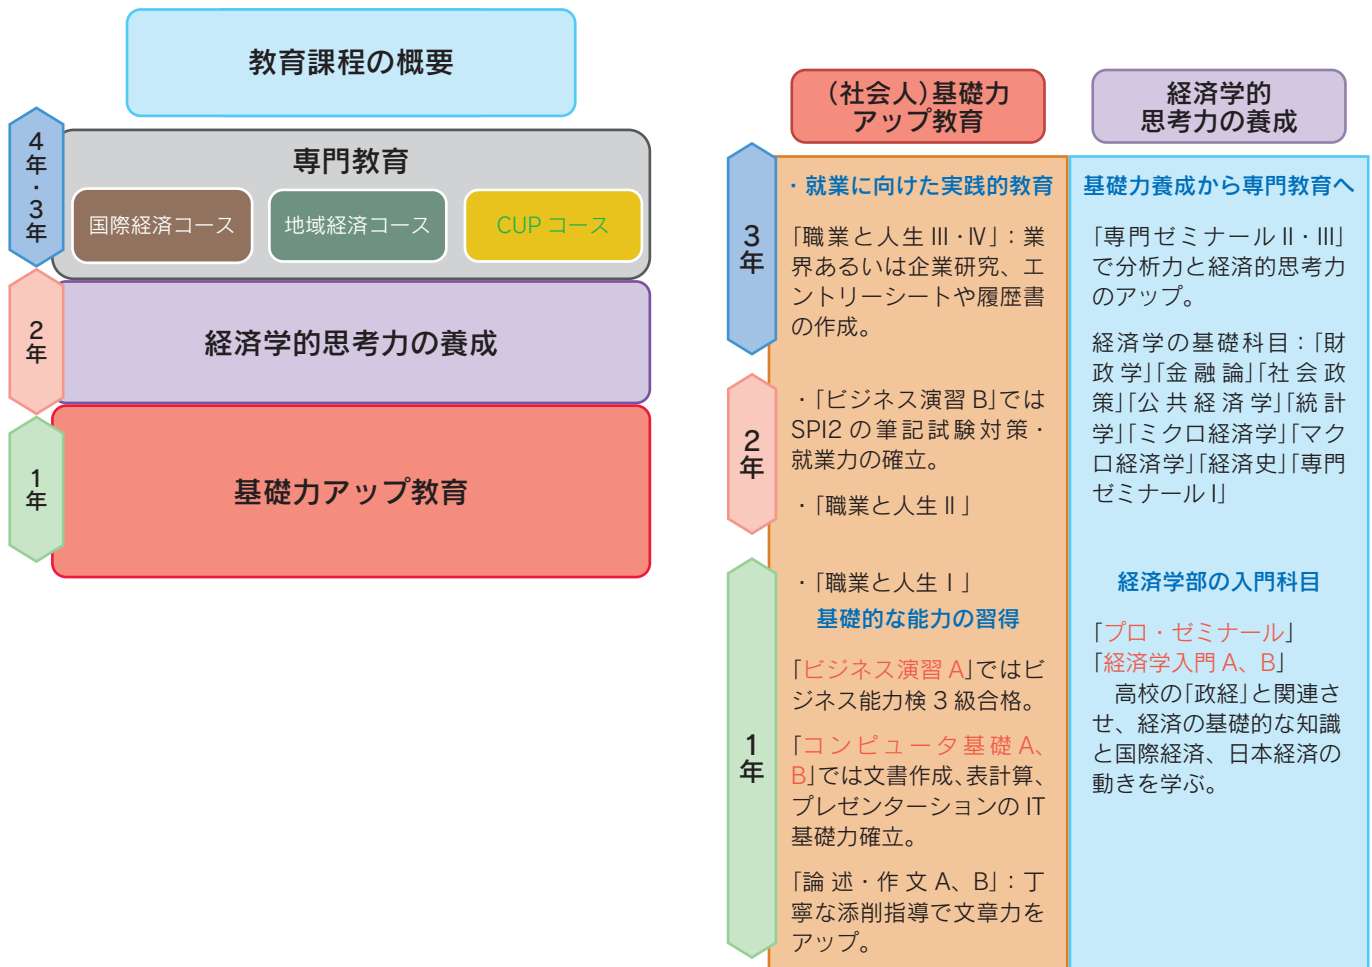 教育課程の概要
4年・3年
専門教育
国際経済コース
地域経済コース
CUP コース
2年
経済学的思考力の養成
1年
基礎力アップ教育
(社会人)基礎力
アップ教育
経済学的
思考力の養成
3年
・就業に向けた実践的教育
「職業と人生 III・IV」：業
界あるいは企業研究、エ
ントリーシートや履歴書
の作成。
2年
・「ビジネス演習 B」では
SPI2 の筆記試験対策・
就業力の確立。
・「職業と人生 II 」
1年
・「職業と人生 I 」
基礎的な能力の習得
「ビジネス演習 A」ではビ
ジネス能力検 3 級合格。
「コンピュータ基礎 A、
B」では文書作成、表計算、
プレゼンターションの IT
基礎力確立。
「論述・作文 A、B」：丁
寧な添削指導で文章力を
アップ。
基礎力養成から専門教育へ
「専門ゼミナール II・III」
で分析力と経済的思考力
のアップ。
経済学の基礎科目：「財
政学」「金融論」「社会政
策」「公共経済学」「統計
学」「ミクロ経済学」「マク
ロ経済学」「経済史」「専門
ゼミナール I」
経済学部の入門科目
「プロ・ゼミナール」
「経済学入門 A、B」
高校の「政経」と関連さ
せ、経済の基礎的な知識
と国際経済、日本経済の
動きを学ぶ。